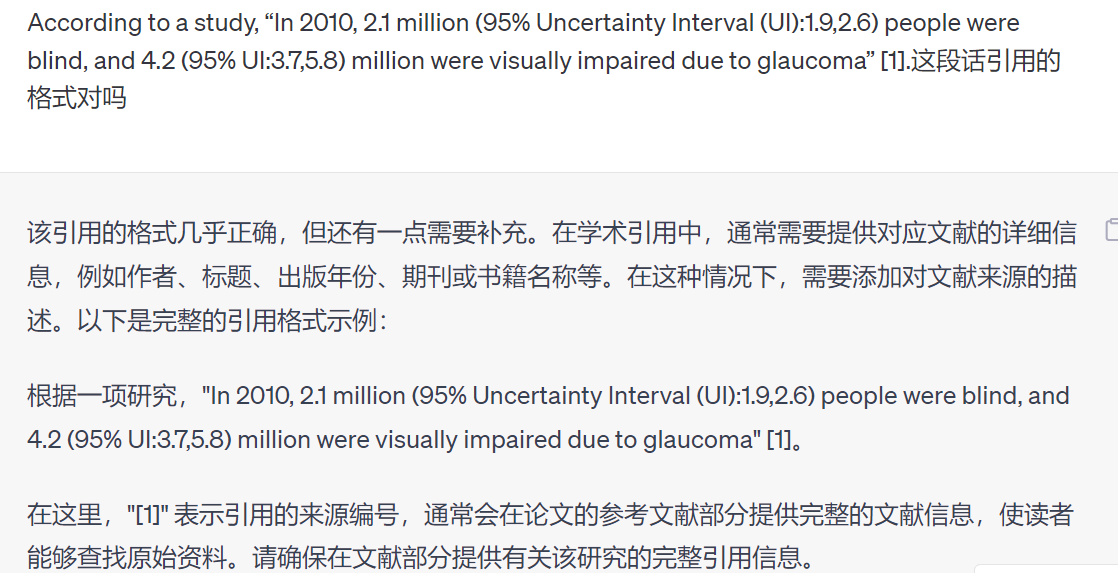 According to a study, “In 2010, 2.1 million (95% Uncertainty Interval (UI):1.9,2.6) people were
blind, and 4.2 (95% UI:3.7,5.8) million were visually impaired due to glaucoma” [1].这段话引用的
格式对吗
该引用的格式几乎正确，但还有一点需要补充。在学术引用中，通常需要提供对应文献的详细信
息，例如作者、标题、出版年份、期刊或书籍名称等。在这种情况下，需要添加对文献来源的描
述。以下是完整的引用格式示例：
根据一项研究，"In 2010, 2.1 million (95% Uncertainty Interval (UI):1.9,2.6) people were blind, and
4.2 (95% UI:3.7,5.8) million were visually impaired due to glaucoma" [1]。
在这里，"[1]" 表示引用的来源编号，通常会在论文的参考文献部分提供完整的文献信息，使读者
能够查找原始资料。请确保在文献部分提供有关该研究的完整引用信息。